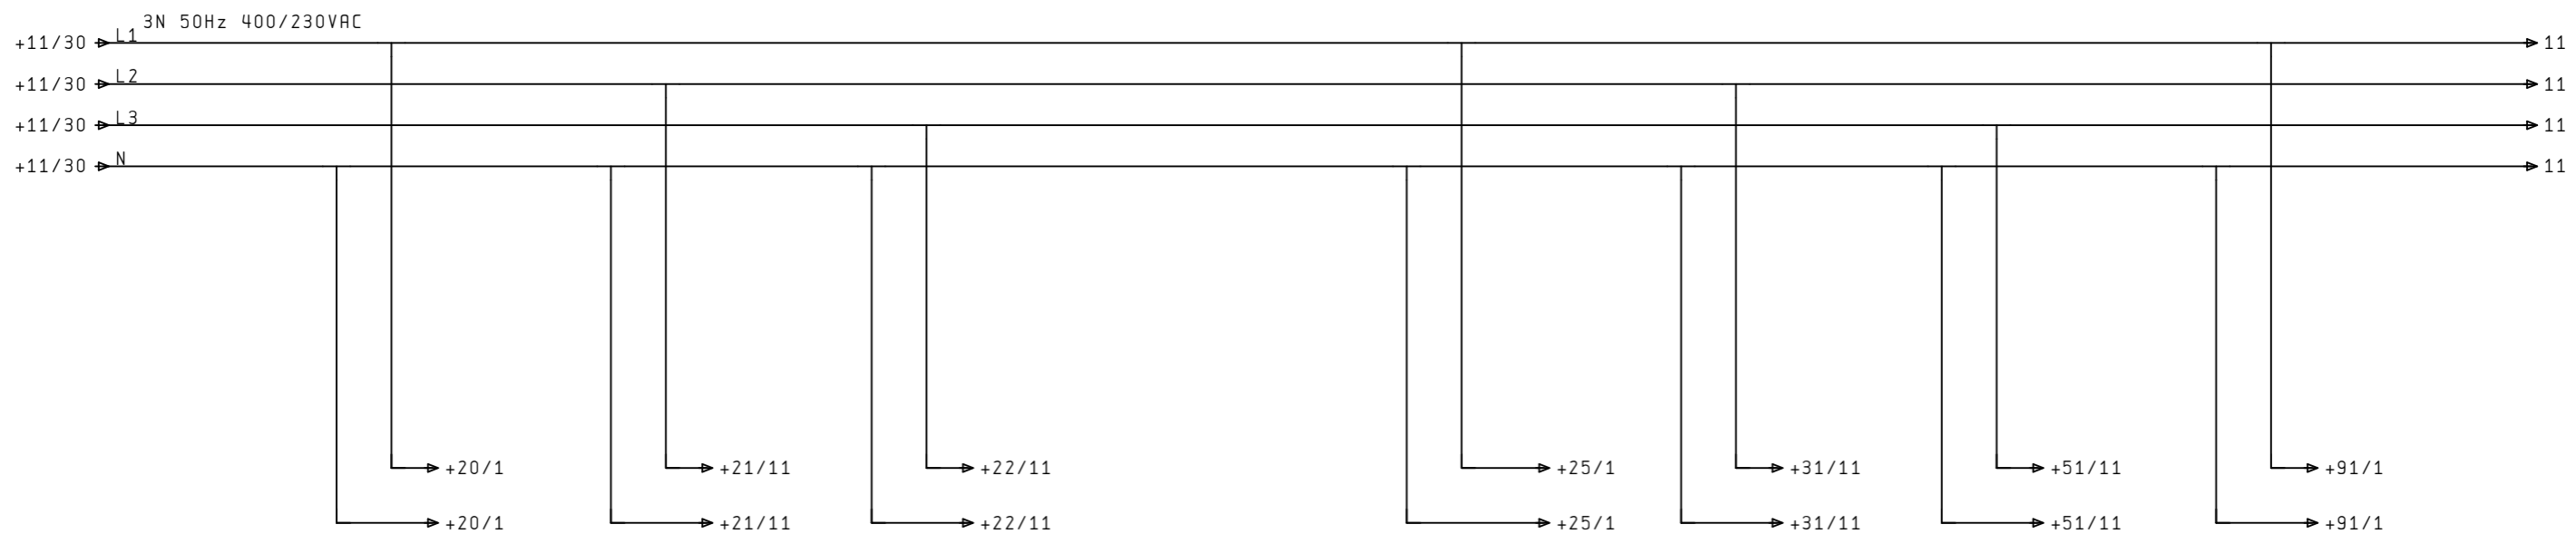 3N 50Hz 400/230VAC
+11/30 L1 11
+11/30 L2 11
+11/30 L3 11
+11/30 N 11
+20/1 +21/11 +22/11 +25/1 +31/11 +51/11 +91/1
+20/1 +21/11 +22/11 +25/1 +31/11 +51/11 +91/1